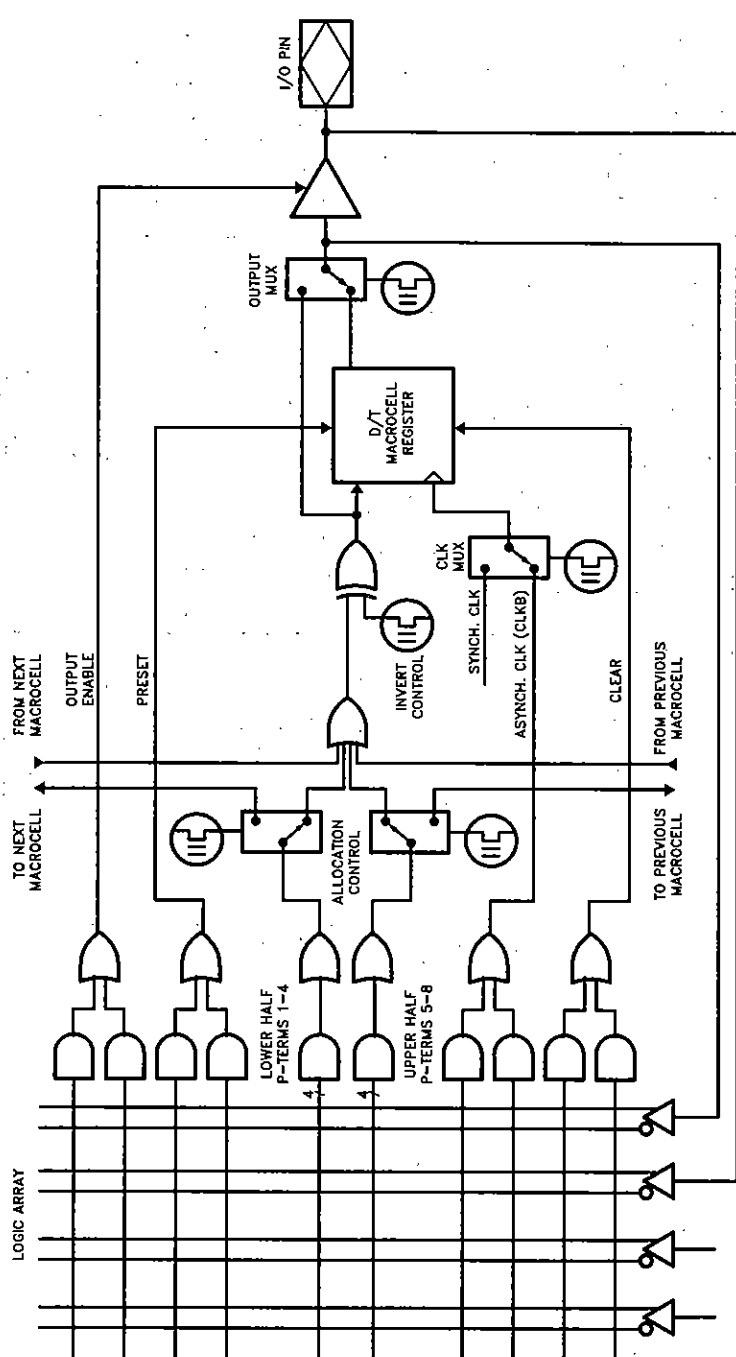 I/O PIN
OUTPUT
MUX
D/T
MACROCELL
REGISTER
CLK
MUX
SYNCH. CLK
ASYNCH. CLK (CLKB)
INVERT
CONTROL
OUTPUT
ENABLE
PRESET
CLEAR
FROM NEXT
MACROCELL
FROM PREVIOUS
MACROCELL
TO NEXT
MACROCELL
ALLOCATION
CONTROL
TO PREVIOUS
MACROCELL
LOWER HALF
P-TERMS 1-4
UPPER HALF
P-TERMS 5-8
4
4
LOGIC ARRAY